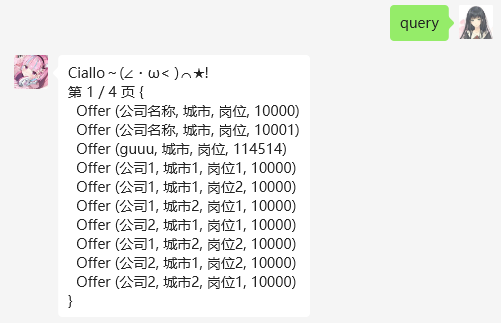 query
Ciallo～(∠・ω< )⌒★!
第 1 / 4 页 {
Offer (公司名称, 城市, 岗位, 10000)
Offer (公司名称, 城市, 岗位, 10001)
Offer (guuu, 城市, 岗位, 114514)
Offer (公司1, 城市1, 岗位1, 10000)
Offer (公司1, 城市1, 岗位2, 10000)
Offer (公司1, 城市2, 岗位1, 10000)
Offer (公司2, 城市1, 岗位1, 10000)
Offer (公司1, 城市2, 岗位2, 10000)
Offer (公司2, 城市1, 岗位2, 10000)
Offer (公司2, 城市2, 岗位1, 10000)
}